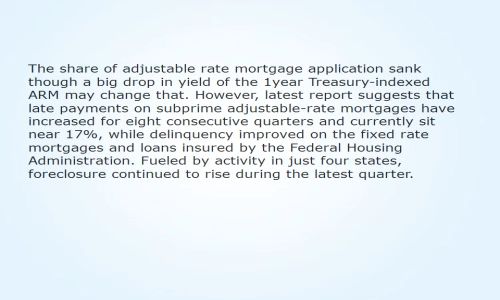 The share of adjustable rate mortgage application sank
though a big drop in yield of the 1year Treasury-indexed
ARM may change that. However, latest report suggests that
late payments on subprime adjustable-rate mortgages have
increased for eight consecutive quarters and currently sit
near 17%, while delinquency improved on the fixed rate
mortgages and loans insured by the Federal Housing
Administration. Fueled by activity in just four states,
foreclosure continued to rise during the latest quarter.